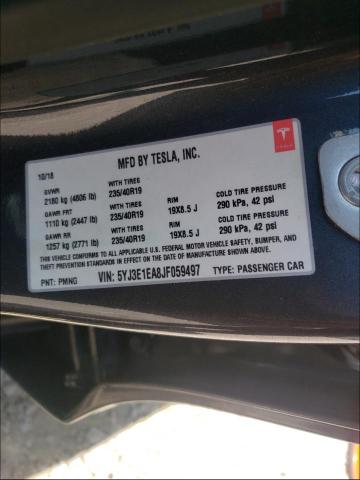 MFD BY TESLA, INC.
10/18
GVWR
2180 kg (4806 lb)
WITH TIRES
235/40R19
GAWR FRT
1110 kg (2447 lb)
WITH TIRES
235/40R19
RIM
19X8.5 J
COLD TIRE PRESSURE
290 kPa, 42 psi
GAWR RR
1257 kg (2771 lb)
WITH TIRES
235/40R19
RIM
19X8.5 J
COLD TIRE PRESSURE
290 kPa, 42 psi
THIS VEHICLE CONFORMS TO ALL APPLICABLE U.S. FEDERAL MOTOR VEHICLE SAFETY, BUMPER, AND
THEFT PREVENTION STANDARDS IN EFFECT ON THE DATE OF MANUFACTURE SHOWN ABOVE.
PNT: PMNG
VIN: 5YJ3E1EA8JF059497
TYPE: PASSENGER CAR
TESLA